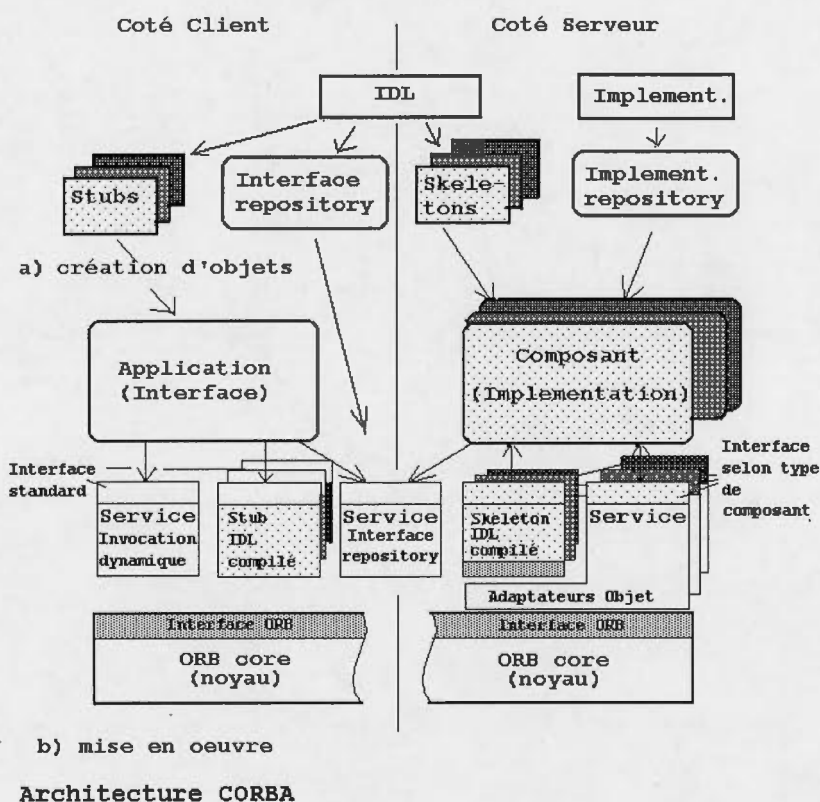 Coté Client
Coté Serveur
IDL
Implement.
Stubs
Interface
repository
Skele-
tons
Implement.
repository
a) création d'objets
Application
(Interface)
Composant
(Implementation)
Interface
standard
Interface
selon type
de
composant
Service
Invocation
dynamique
Stub
IDL
compilé
Service
Interface
repository
Skeleton
IDL
compilé
Service
Adaptateurs Objet
Interface ORB
ORB core
(noyau)
Interface ORB
ORB core
(noyau)
b) mise en oeuvre
Architecture CORBA